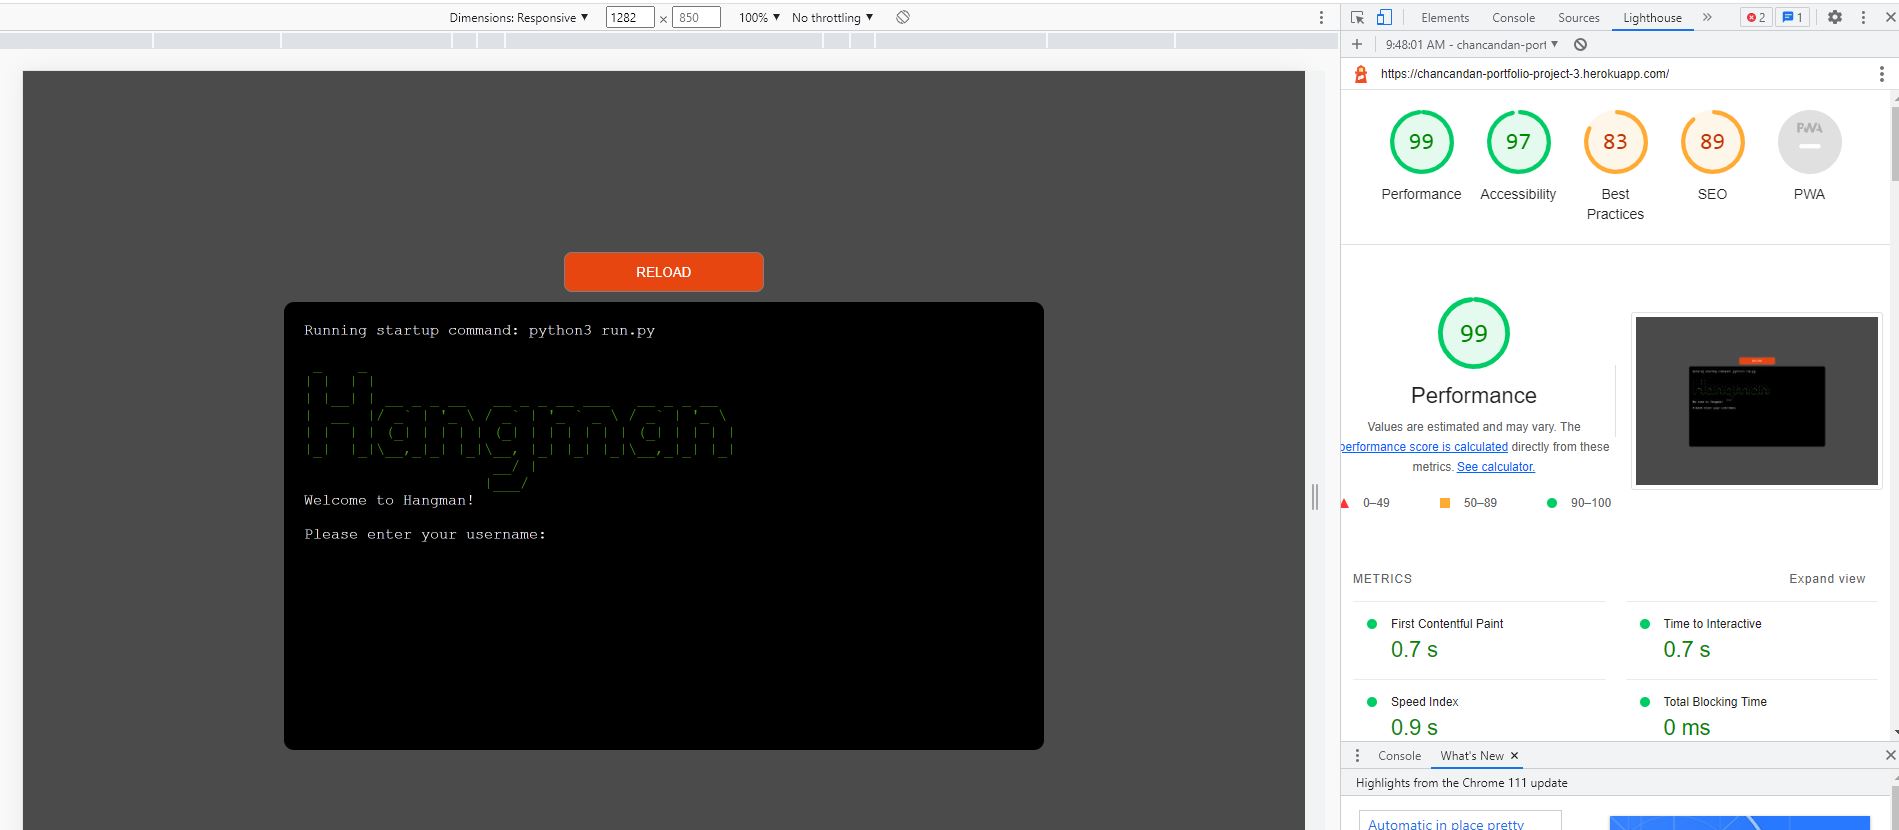 Dimensions: Responsive ▼ 1282 × 850 100% ▼ No throttling ▼
Elements Console Sources Lighthouse » 2 1
+ 9:48:01 AM - chancandan-port ▼
https://chancandan-portfolio-project-3.herokuapp.com/
99 97 83 89 PWA
Performance Accessibility Best Practices SEO PWA
RELOAD
Running startup command: python3 run.py
Hangman
Welcome to Hangman!
Please enter your username:
99
Performance
Values are estimated and may vary. The
performance score is calculated directly from these
metrics. See calculator.
0–49 50–89 90–100
METRICS Expand view
First Contentful Paint
0.7 s
Time to Interactive
0.7 s
Speed Index
0.9 s
Total Blocking Time
0 ms
Console What's New ×
Highlights from the Chrome 111 update
Automatic in place pretty